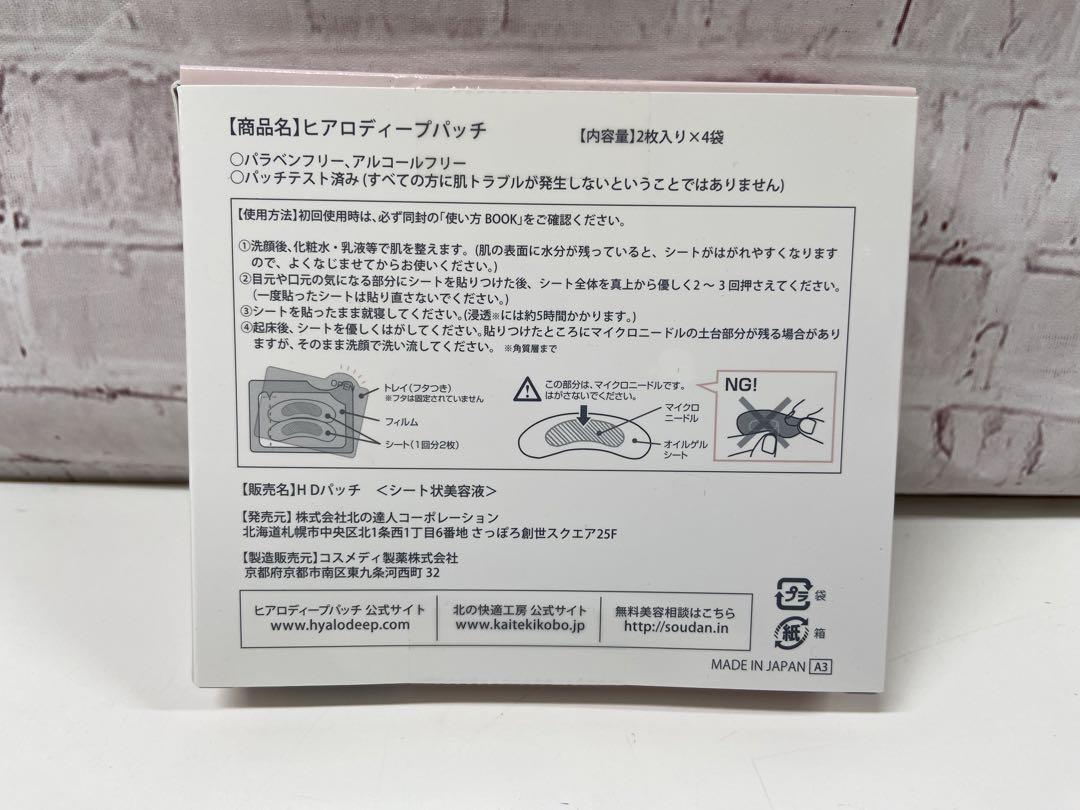 【商品名】ヒアロディープパッチ 【内容量】2枚入り×4袋
○パラベンフリー、アルコールフリー
○パッチテスト済み (すべての方に肌トラブルが発生しないということではありません)
【使用方法】初回使用時は、必ず同封の「使い方 BOOK」をご確認ください。
①洗顔後、化粧水・乳液等で肌を整えます。(肌の表面に水分が残っていると、シートがはがれやすくなります
ので、よくなじませてからお使いください。)
②目元や口元の気になる部分にシートを貼りつけた後、シート全体を真上から優しく2～3回押さえてください。
(一度貼ったシートは貼り直さないでください。)
③シートを貼ったまま就寝してください。(浸透※には約5時間かかります。)
④起床後、シートを優しくはがしてください。貼りつけたところにマイクロニードルの土台部分が残る場合があり
ますが、そのまま洗顔で洗い流してください。 ※角質層まで
OPEN
トレイ(フタつき)
※フタは固定されていません
フィルム
シート(1回分2枚)
この部分は、マイクロニードルです。
はがさないでください。
マイクロ
ニードル
オイルゲル
シート
NG!
【販売名】H Dパッチ ＜シート状美容液＞
【発売元】株式会社北の達人コーポレーション
北海道札幌市中央区北1条西1丁目6番地 さっぽろ創世スクエア25F
【製造販売元】コスメディ製薬株式会社
京都府京都市南区東九条河西町 32
ヒアロディープパッチ 公式サイト
www.hyalodeep.com
北の快適工房 公式サイト
www.kaitekikobo.jp
無料美容相談はこちら
http://soudan.in
プラ 袋
紙 箱
MADE IN JAPAN A3